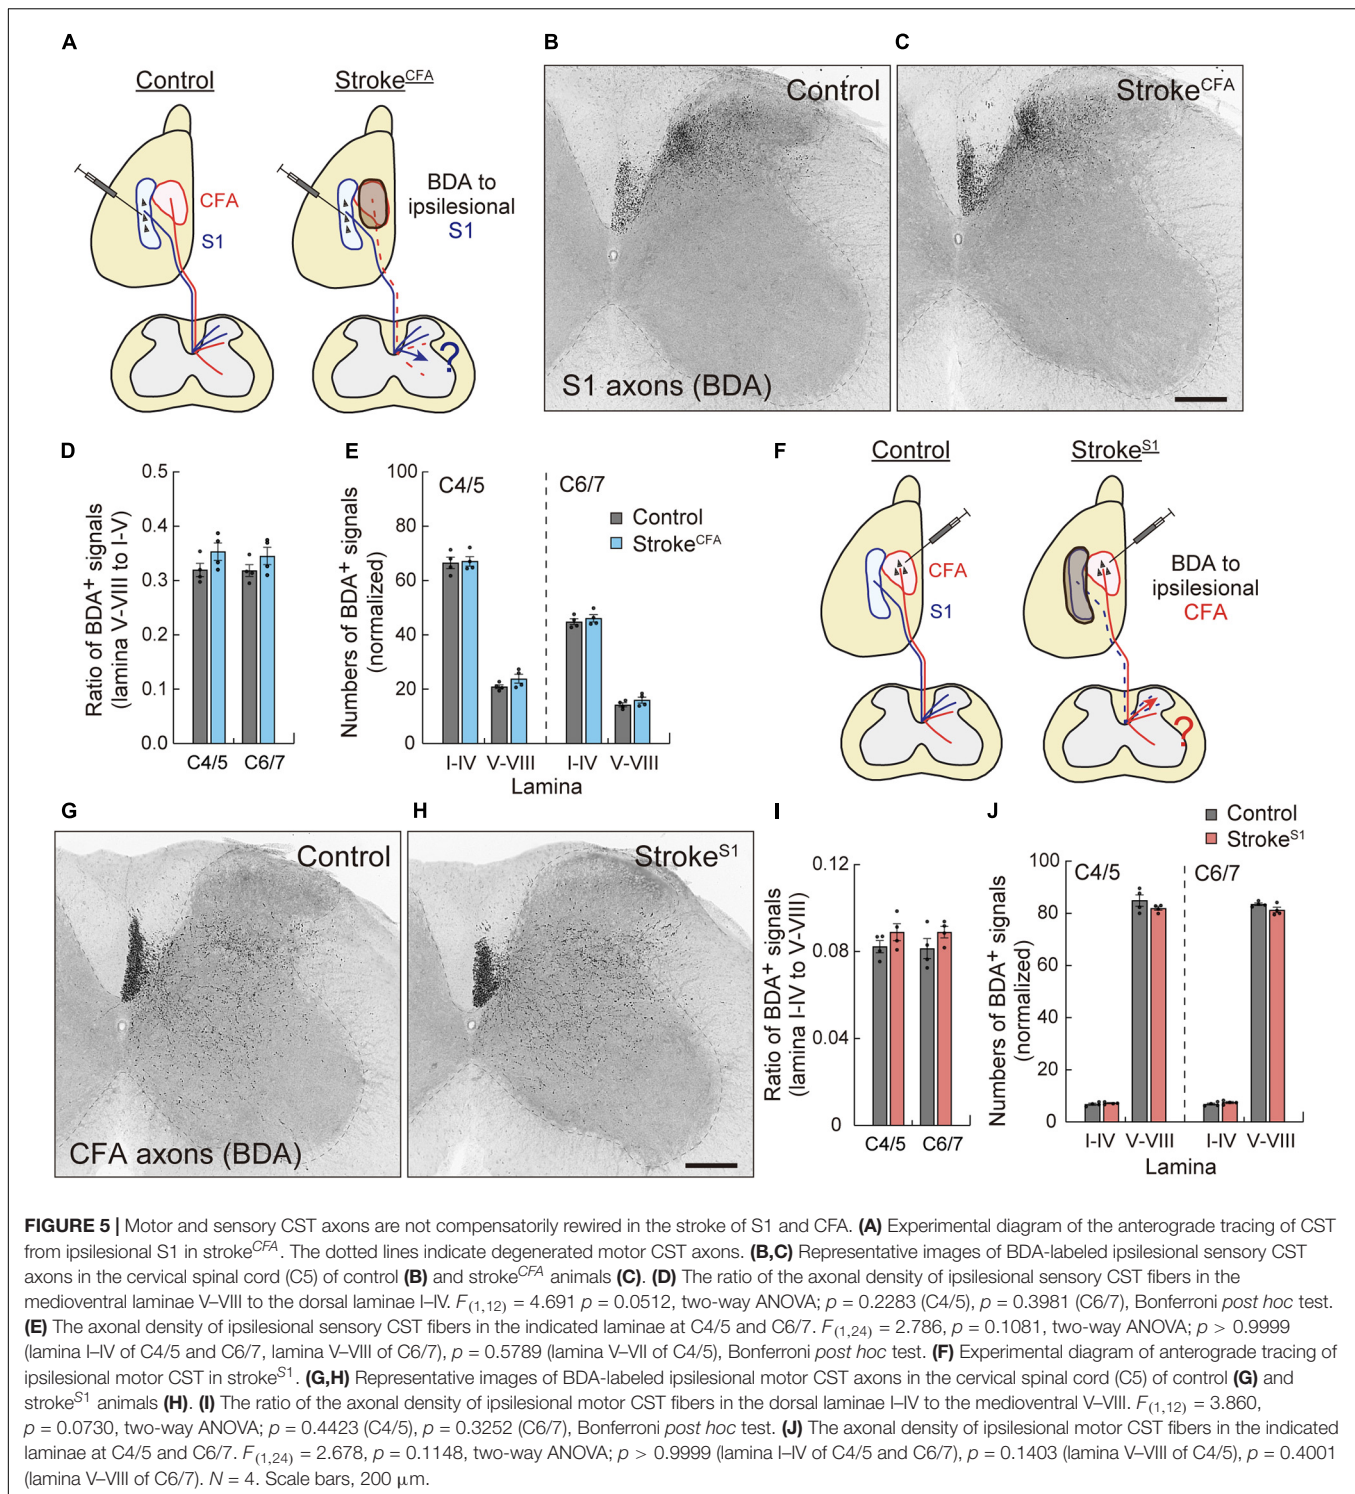 A
Control
Stroke^CFA
CFA
S1
BDA to
ipsilesional
S1
?
B
Control
S1 axons (BDA)
C
Stroke^CFA
D
Ratio of BDA+ signals
(lamina V-VIII to I-V)
0.5
0.4
0.3
0.2
0.1
0.0
C4/5 C6/7
E
Numbers of BDA+ signals
(normalized)
100
80
60
40
20
0
C4/5
C6/7
Control
Stroke^CFA
I-IV V-VIII I-IV V-VIII
Lamina
F
Control
Stroke^S1
CFA
S1
BDA to
ipsilesional
CFA
?
G
Control
CFA axons (BDA)
H
Stroke^S1
I
Ratio of BDA+ signals
(lamina I-IV to V-VIII)
0.12
0.08
0.04
0
C4/5 C6/7
J
Control
Stroke^S1
Numbers of BDA+ signals
(normalized)
100
80
60
40
20
0
C4/5
C6/7
I-IV V-VIII I-IV V-VIII
Lamina
FIGURE 5 | Motor and sensory CST axons are not compensatorily rewired in the stroke of S1 and CFA. (A) Experimental diagram of the anterograde tracing of CST
from ipsilesional S1 in stroke^CFA. The dotted lines indicate degenerated motor CST axons. (B,C) Representative images of BDA-labeled ipsilesional sensory CST
axons in the cervical spinal cord (C5) of control (B) and stroke^CFA animals (C). (D) The ratio of the axonal density of ipsilesional sensory CST fibers in the
medioventral laminae V–VIII to the dorsal laminae I–IV. F(1,12) = 4.691 p = 0.0512, two-way ANOVA; p = 0.2283 (C4/5), p = 0.3981 (C6/7), Bonferroni post hoc test.
(E) The axonal density of ipsilesional sensory CST fibers in the indicated laminae at C4/5 and C6/7. F(1,24) = 2.786, p = 0.1081, two-way ANOVA; p > 0.9999
(lamina I–IV of C4/5 and C6/7, lamina V–VIII of C6/7), p = 0.5789 (lamina V–VII of C4/5), Bonferroni post hoc test. (F) Experimental diagram of anterograde tracing of
ipsilesional motor CST in stroke^S1. (G,H) Representative images of BDA-labeled ipsilesional motor CST axons in the cervical spinal cord (C5) of control (G) and
stroke^S1 animals (H). (I) The ratio of the axonal density of ipsilesional motor CST fibers in the dorsal laminae I–IV to the medioventral V–VIII. F(1,12) = 3.860,
p = 0.0730, two-way ANOVA; p = 0.4423 (C4/5), p = 0.3252 (C6/7), Bonferroni post hoc test. (J) The axonal density of ipsilesional motor CST fibers in the indicated
laminae at C4/5 and C6/7. F(1,24) = 2.678, p = 0.1148, two-way ANOVA; p > 0.9999 (lamina I–IV of C4/5 and C6/7), p = 0.1403 (lamina V–VIII of C4/5), p = 0.4001
(lamina V–VIII of C6/7). N = 4. Scale bars, 200 μm.